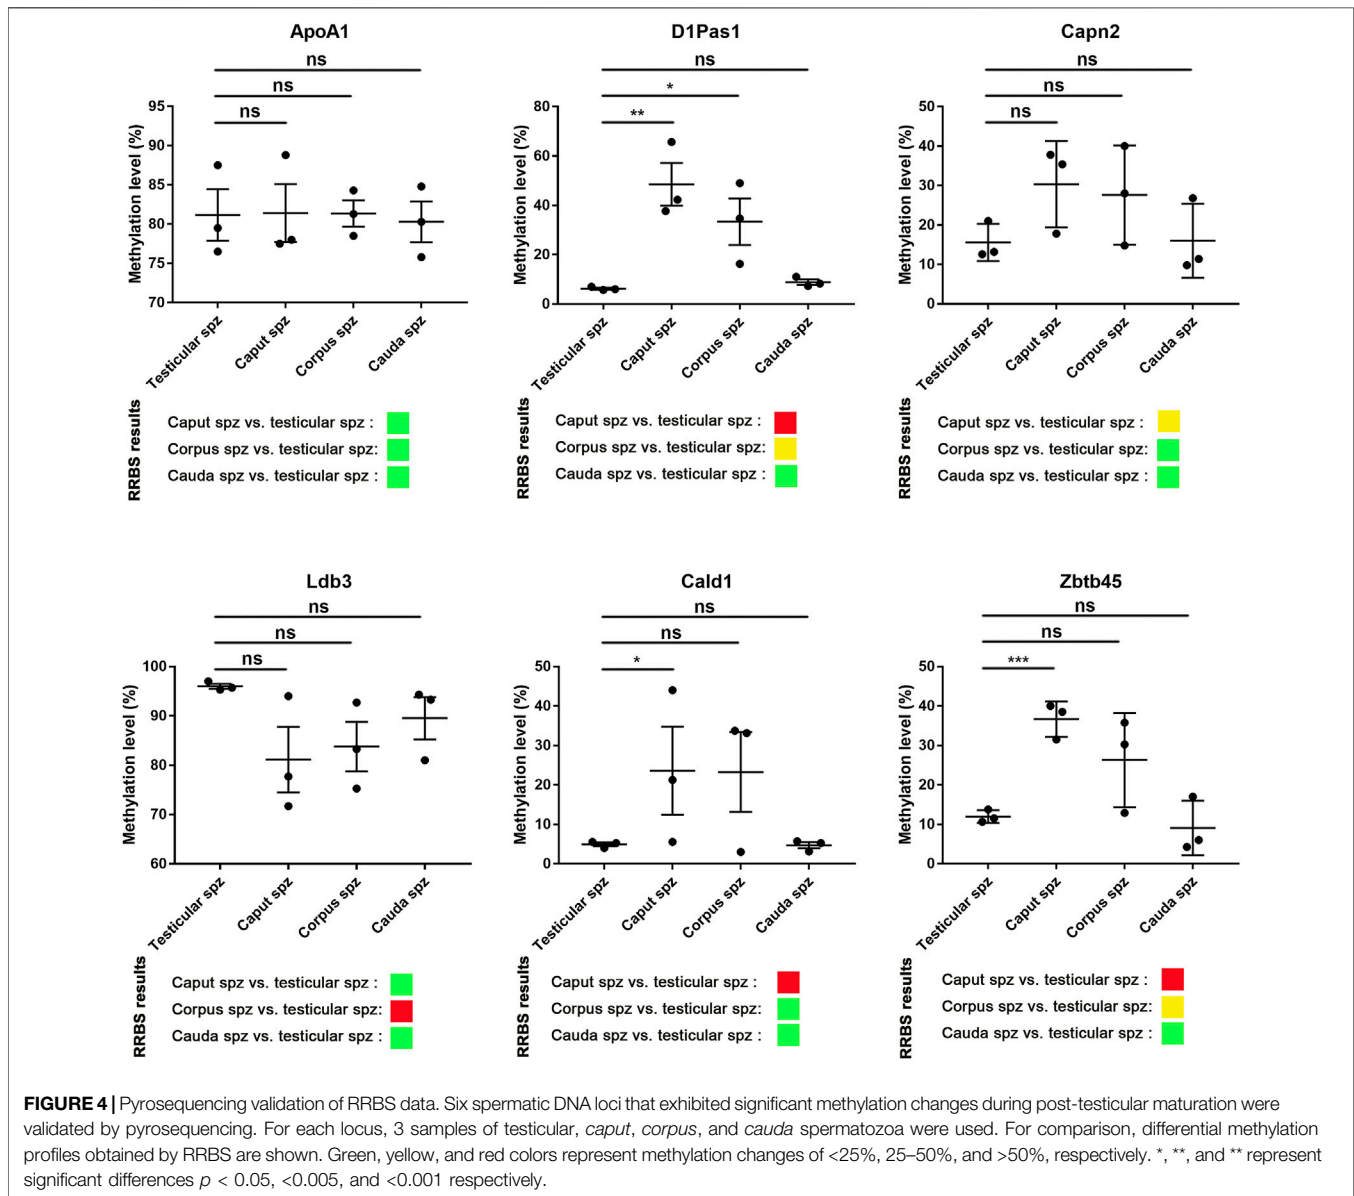 ApoA1
ns
ns
ns
Methylation level (%)
95
90
85
80
75
70
Testicular spz
Caput spz
Corpus spz
Cauda spz
RRBS results
Caput spz vs. testicular spz :
Corpus spz vs. testicular spz:
Cauda spz vs. testicular spz :
D1Pas1
ns
*
**
Methylation level (%)
80
60
40
20
0
Testicular spz
Caput spz
Corpus spz
Cauda spz
RRBS results
Caput spz vs. testicular spz :
Corpus spz vs. testicular spz:
Cauda spz vs. testicular spz :
Capn2
ns
ns
ns
Methylation level (%)
50
40
30
20
10
0
Testicular spz
Caput spz
Corpus spz
Cauda spz
RRBS results
Caput spz vs. testicular spz :
Corpus spz vs. testicular spz:
Cauda spz vs. testicular spz :
Ldb3
ns
ns
ns
Methylation level (%)
100
90
80
70
60
Testicular spz
Caput spz
Corpus spz
Cauda spz
RRBS results
Caput spz vs. testicular spz :
Corpus spz vs. testicular spz:
Cauda spz vs. testicular spz :
Cald1
ns
ns
*
Methylation level (%)
50
40
30
20
10
0
Testicular spz
Caput spz
Corpus spz
Cauda spz
RRBS results
Caput spz vs. testicular spz :
Corpus spz vs. testicular spz:
Cauda spz vs. testicular spz :
Zbtb45
ns
ns
***
Methylation level (%)
50
40
30
20
10
0
Testicular spz
Caput spz
Corpus spz
Cauda spz
RRBS results
Caput spz vs. testicular spz :
Corpus spz vs. testicular spz:
Cauda spz vs. testicular spz :
FIGURE 4 | Pyrosequencing validation of RRBS data. Six spermatic DNA loci that exhibited significant methylation changes during post-testicular maturation were
validated by pyrosequencing. For each locus, 3 samples of testicular, caput, corpus, and cauda spermatozoa were used. For comparison, differential methylation
profiles obtained by RRBS are shown. Green, yellow, and red colors represent methylation changes of <25%, 25–50%, and >50%, respectively. *, **, and ** represent
significant differences p < 0.05, <0.005, and <0.001 respectively.